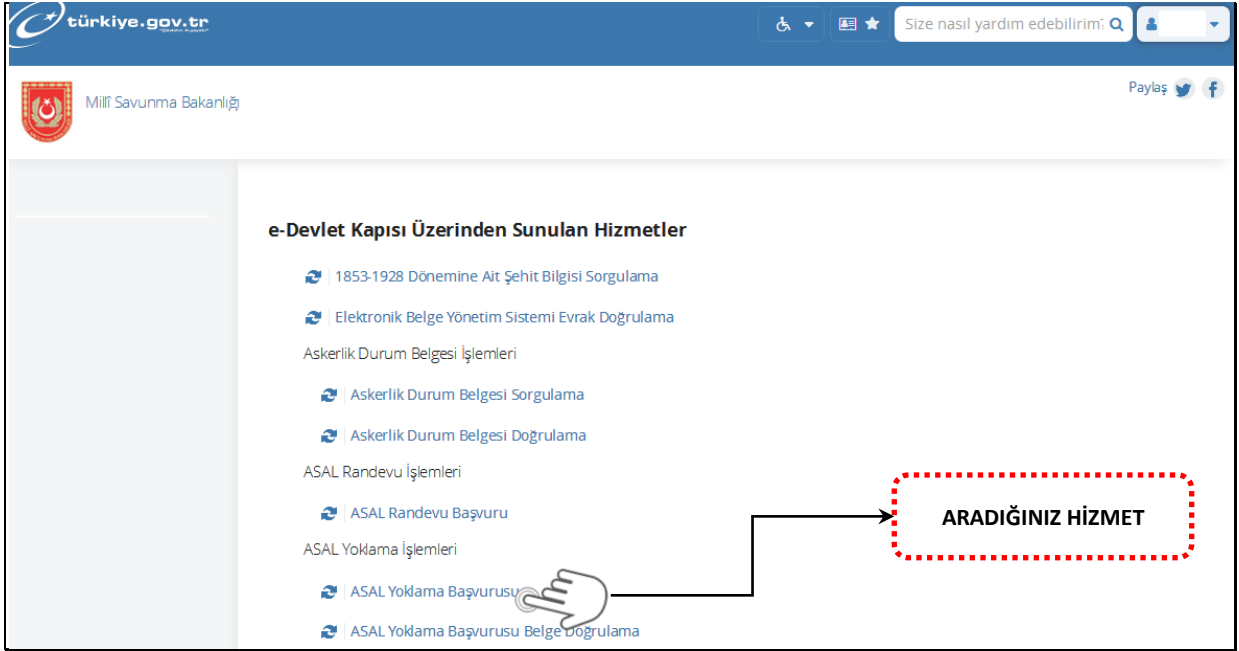 türkiye.gov.tr
Size nasıl yardım edebilirim?
Millî Savunma Bakanlığı
Paylaş
e-Devlet Kapısı Üzerinden Sunulan Hizmetler
1853-1928 Dönemine Ait Şehit Bilgisi Sorgulama
Elektronik Belge Yönetim Sistemi Evrak Doğrulama
Askerlik Durum Belgesi İşlemleri
Askerlik Durum Belgesi Sorgulama
Askerlik Durum Belgesi Doğrulama
ASAL Randevu İşlemleri
ASAL Randevu Başvuru
ARADIĞINIZ HİZMET
ASAL Yoklama İşlemleri
ASAL Yoklama Başvurusu
ASAL Yoklama Başvurusu Belge Doğrulama